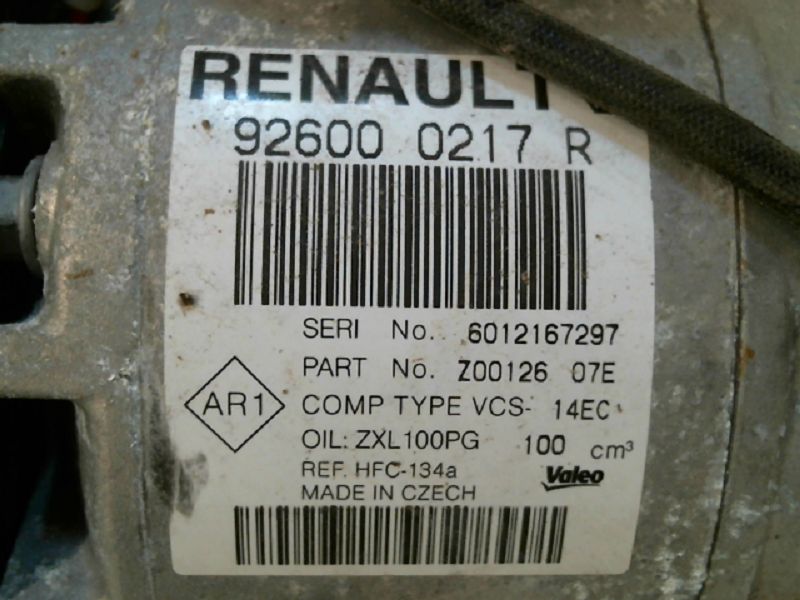 RENAULT
92600 0217 R
SERI No. 6012167297
PART No. Z00126 07E
AR1
COMP TYPE VCS- 14EC
OIL: ZXL100PG 100 cm³
REF. HFC-134a
Valeo
MADE IN CZECH